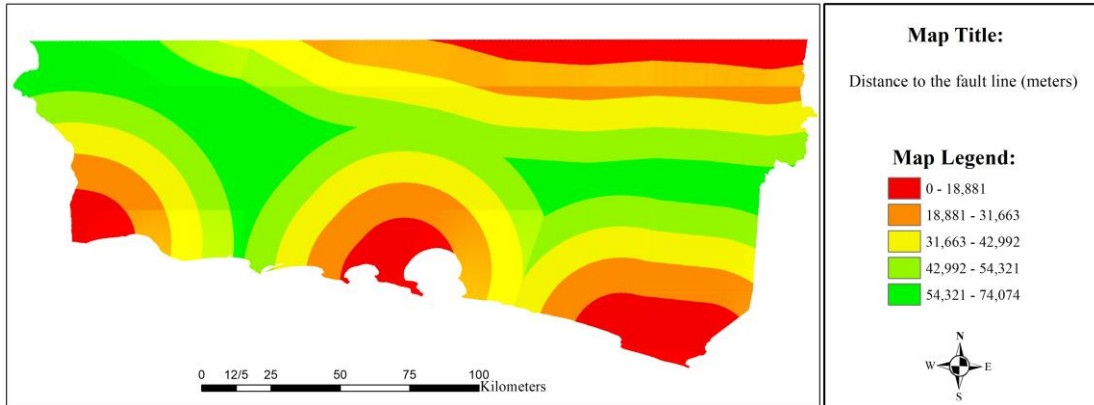 Map Title:
Distance to the fault line (meters)
Map Legend:
0 - 18,881
18,881 - 31,663
31,663 - 42,992
42,992 - 54,321
54,321 - 74,074
N
W E
S
0 12/5 25 50 75 100
Kilometers